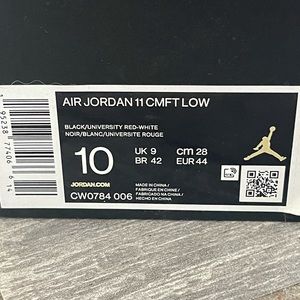 AIR JORDAN 11 CMFT LOW
BLACK/UNIVERSITY RED-WHITE
NOIR/BLANC/UNIVERSITE ROUGE
10
UK 9
cm 28
BR 42
EUR 44
JORDAN.COM
CW0784 006
MADE IN CHINA /
FABRIQUE EN CHINE /
FABRICADO NA CHINA /
HECHO EN CHINA